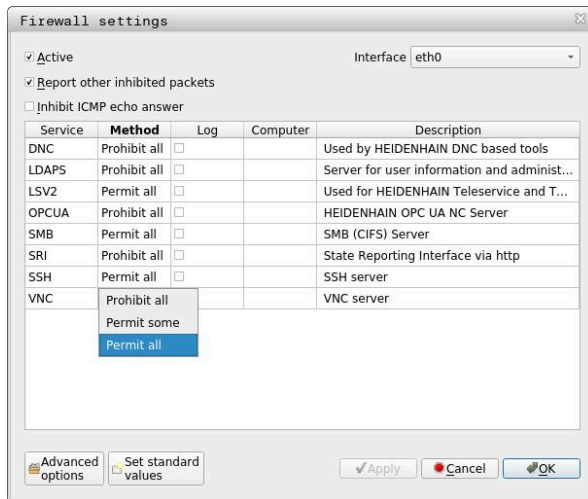 Firewall settings
Active
Interface eth0
Report other inhibited packets
Inhibit ICMP echo answer
Service Method Log Computer Description
DNC Prohibit all Used by HEIDENHAIN DNC based tools
LDAPS Prohibit all Server for user information and administ...
LSV2 Permit all Used for HEIDENHAIN Teleservice and T...
OPCUA Prohibit all HEIDENHAIN OPC UA NC Server
SMB Permit all SMB (CIFS) Server
SRI Prohibit all State Reporting Interface via http
SSH Permit all SSH server
VNC VNC server
Prohibit all
Permit some
Permit all
Advanced options
Set standard values
Apply
Cancel
OK